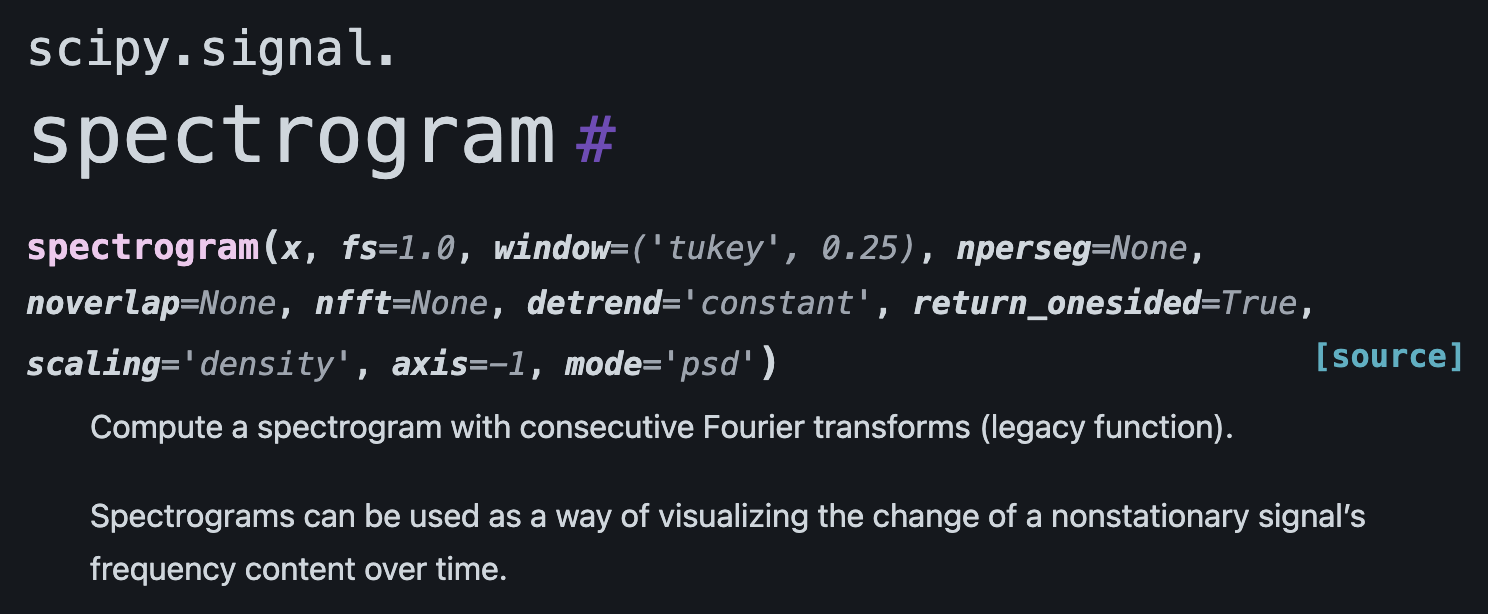 scipy.signal.
spectrogram #
spectrogram(x, fs=1.0, window=('tukey', 0.25), nperseg=None,
noverlap=None, nfft=None, detrend='constant', return_onesided=True,
scaling='density', axis=-1, mode='psd')
[source]
Compute a spectrogram with consecutive Fourier transforms (legacy function).
Spectrograms can be used as a way of visualizing the change of a nonstationary signal’s
frequency content over time.